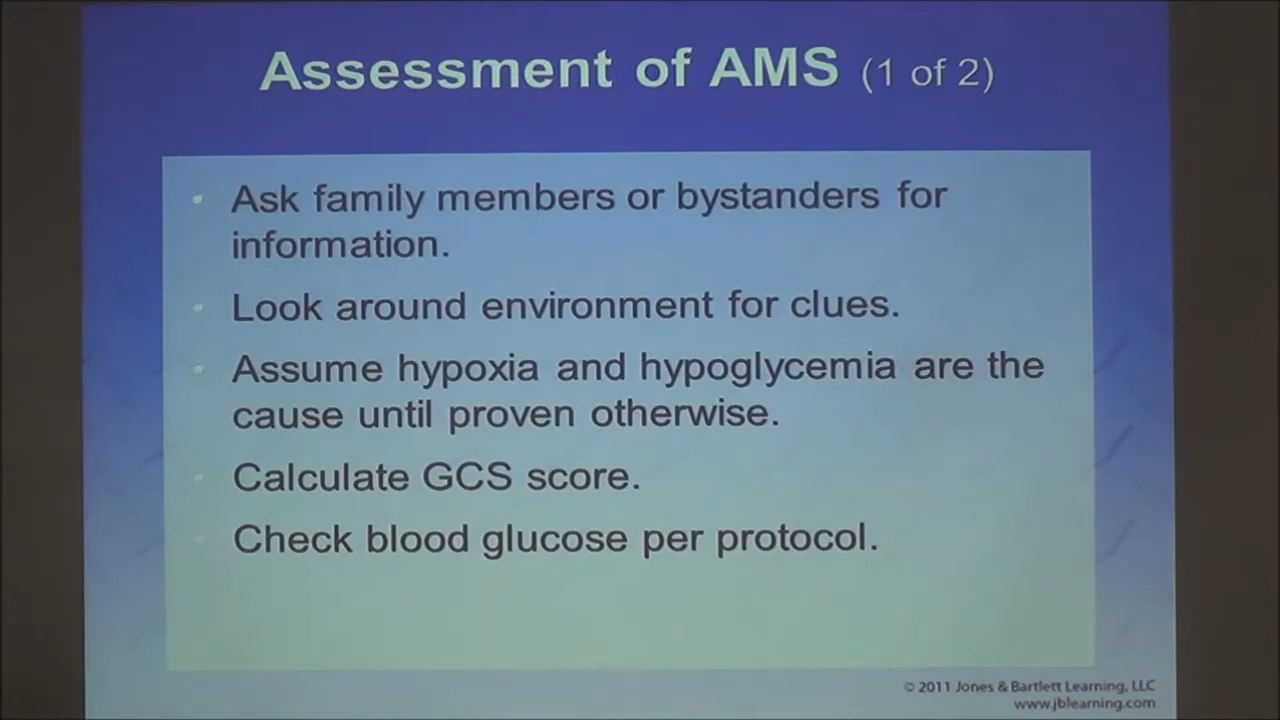 Assessment of AMS (1 of 2)
• Ask family members or bystanders for
information.
• Look around environment for clues.
• Assume hypoxia and hypoglycemia are the
cause until proven otherwise.
• Calculate GCS score.
• Check blood glucose per protocol.
© 2011 Jones & Bartlett Learning, LLC
www.jblearning.com